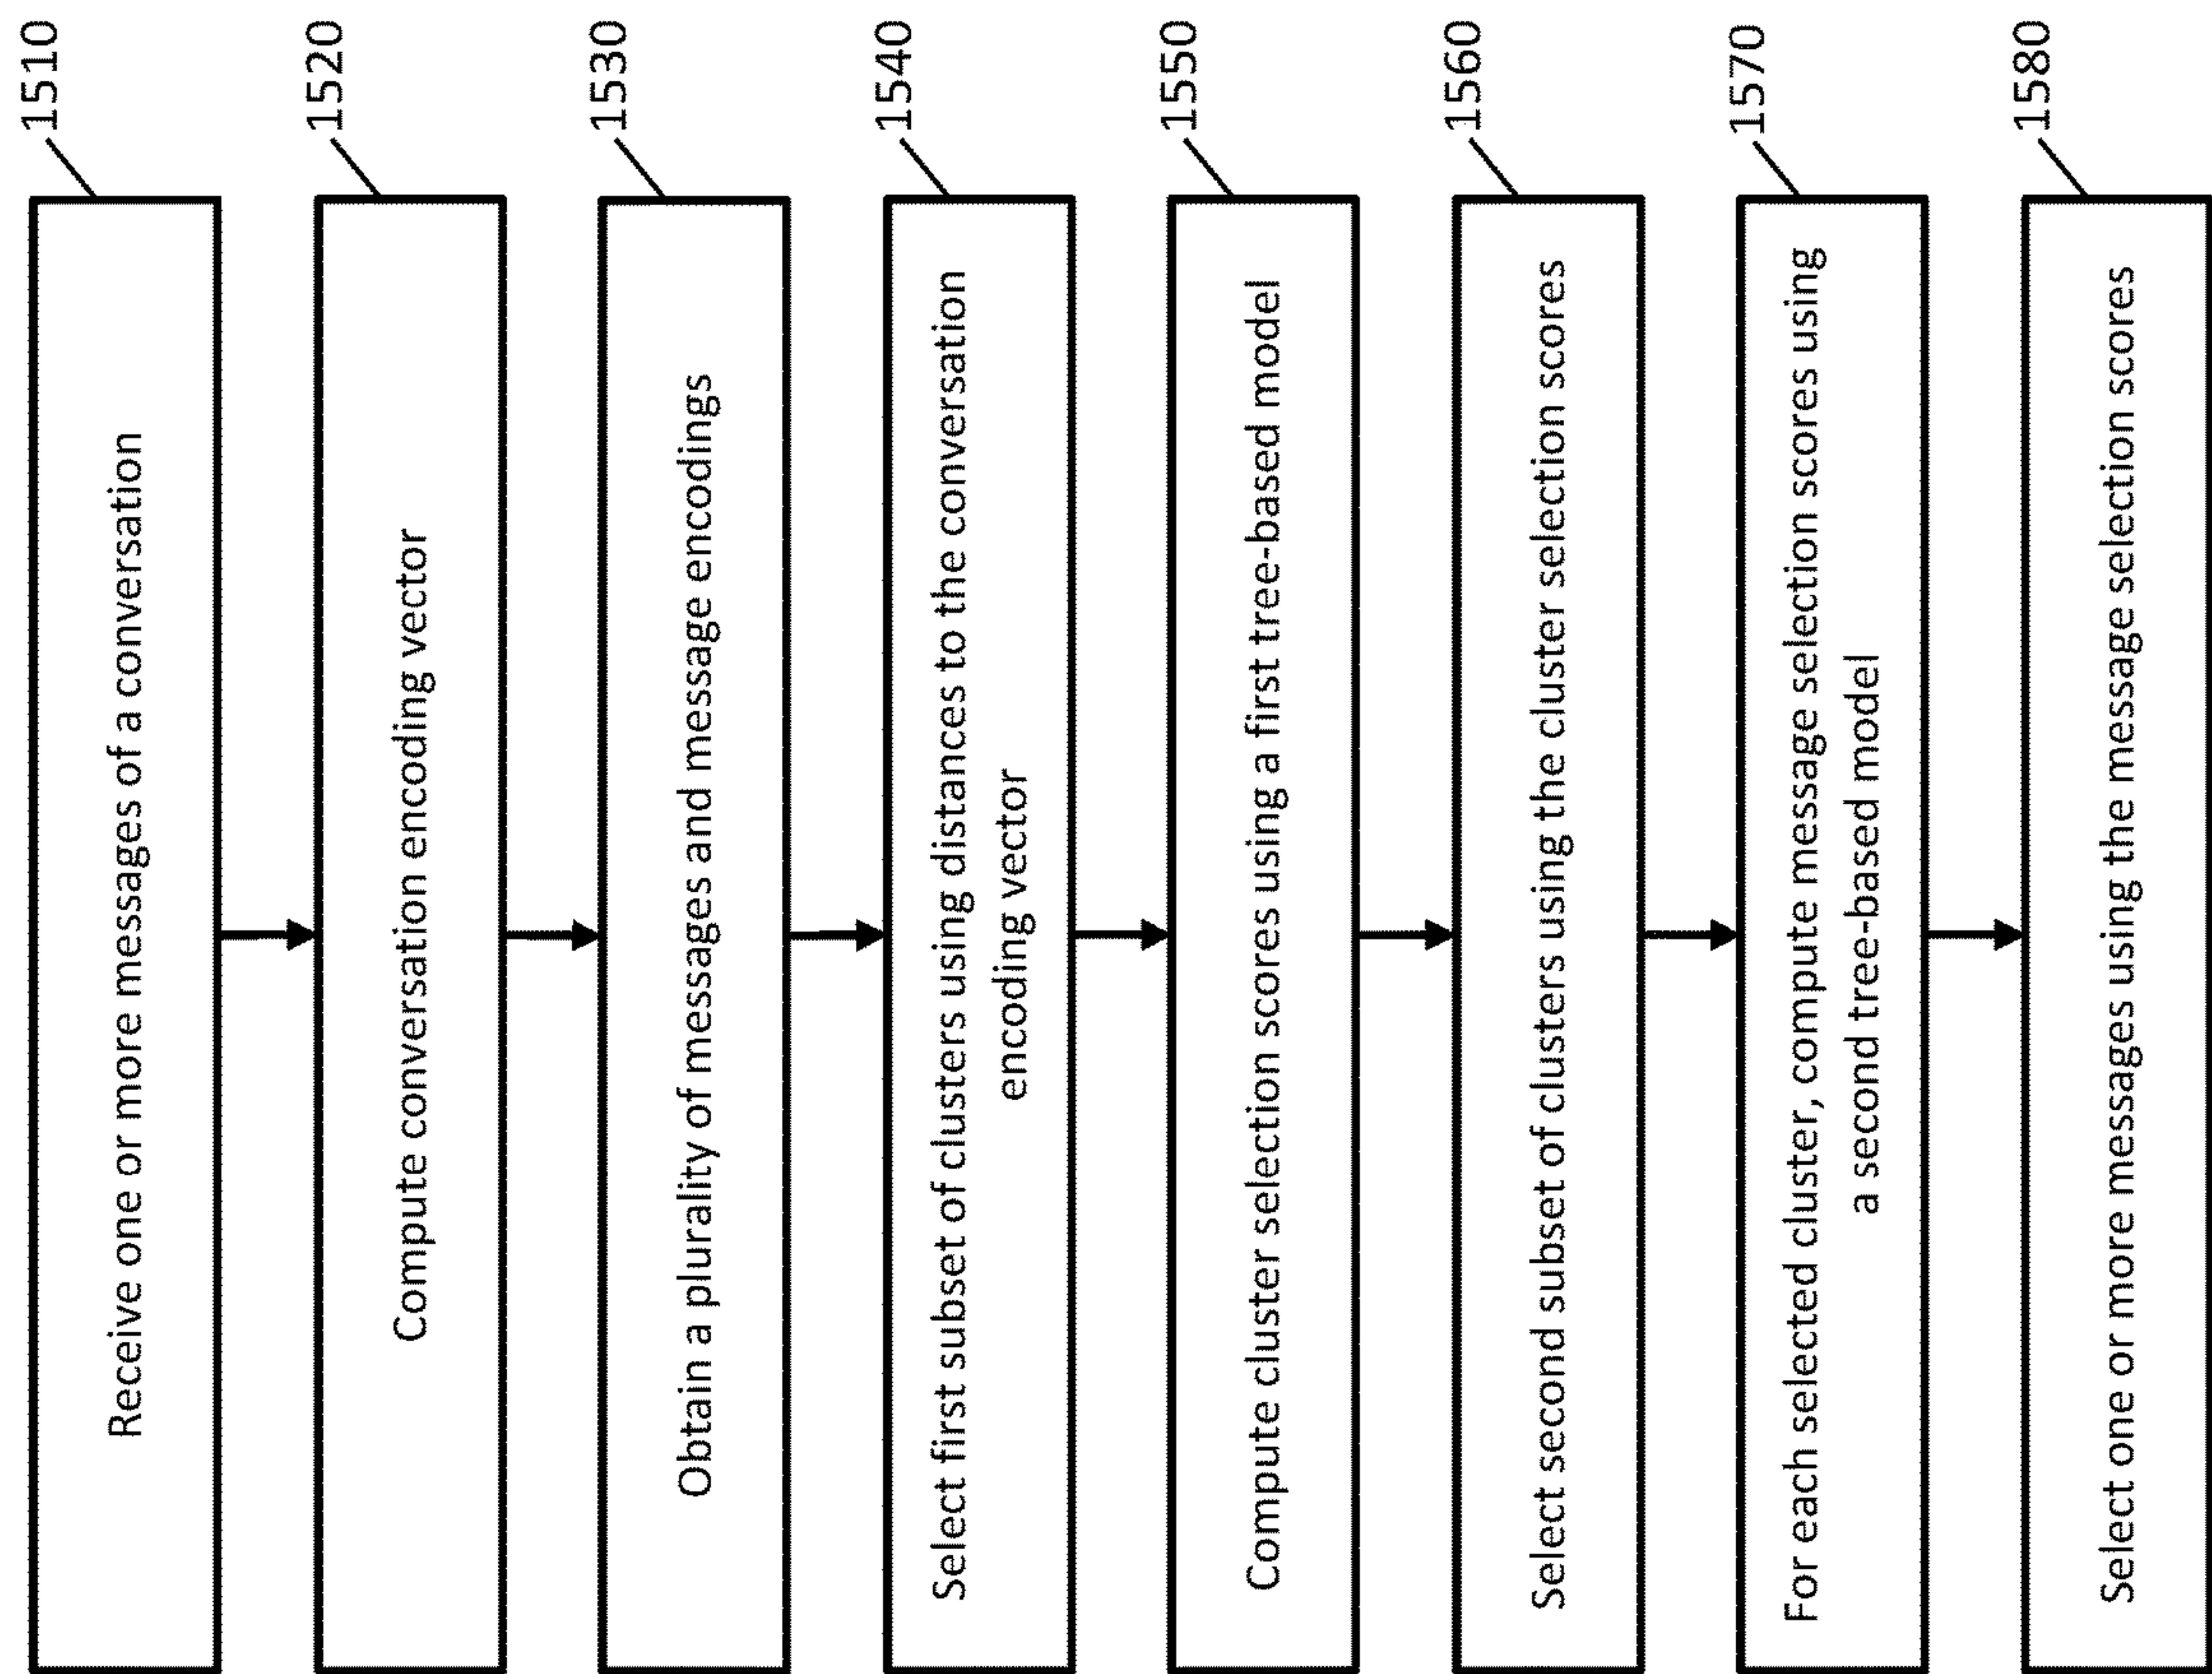 1510
Receive one or more messages of a conversation
1520
Compute conversation encoding vector
1530
Obtain a plurality of messages and message encodings
1540
Select first subset of clusters using distances to the conversation
encoding vector
1550
Compute cluster selection scores using a first tree-based model
1560
Select second subset of clusters using the cluster selection scores
1570
For each selected cluster, compute message selection scores using
a second tree-based model
1580
Select one or more messages using the message selection scores